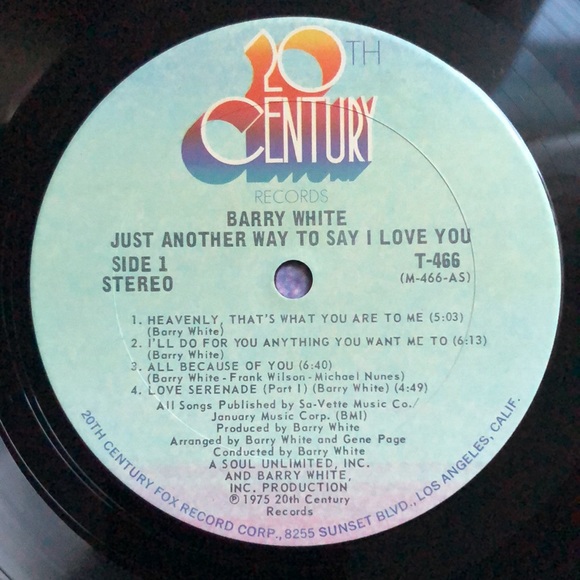 20TH
CENTURY
RECORDS
BARRY WHITE
JUST ANOTHER WAY TO SAY I LOVE YOU
SIDE 1 T-466
STEREO (M-466-AS)
1. HEAVENLY, THAT'S WHAT YOU ARE TO ME (5:03)
(Barry White)
2. I'LL DO FOR YOU ANYTHING YOU WANT ME TO (6:13)
(Barry White)
3. ALL BECAUSE OF YOU (6:40)
(Barry White - Frank Wilson - Michael Nunes)
4. LOVE SERENADE (Part I) (Barry White) (4:49)
All Songs Published by Sa-Vette Music Co./
January Music Corp. (BMI)
Produced by Barry White
Arranged by Barry White and Gene Page
Conducted by Barry White
A SOUL UNLIMITED, INC.
AND BARRY WHITE,
INC. PRODUCTION
℗ 1975 20th Century
Records
20TH CENTURY FOX RECORD CORP., 8255 SUNSET BLVD., LOS ANGELES, CALIF.